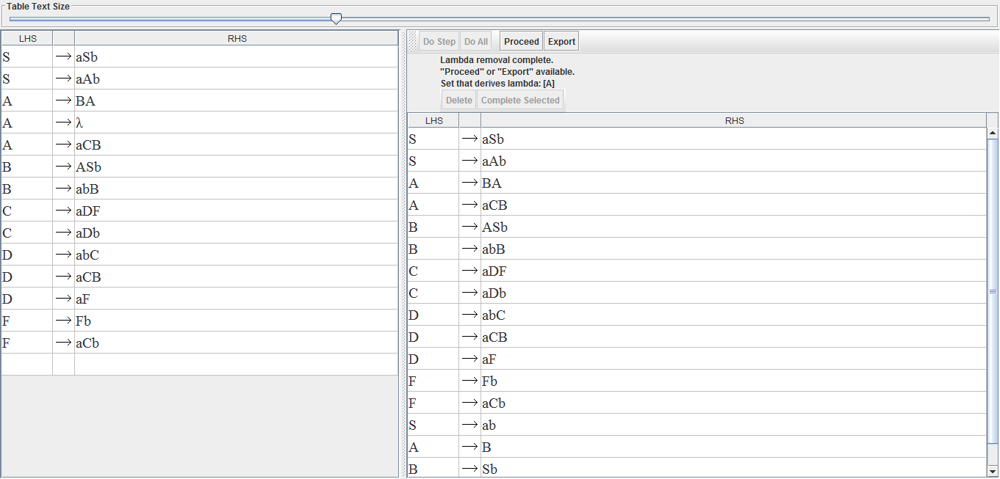 Table Text Size
LHS RHS
S → aSb
S → aAb
A → BA
A → λ
A → aCB
B → ASb
B → abB
C → aDF
C → aDb
D → abC
D → aCB
D → aF
F → Fb
F → aCb
Do Step Do All Proceed Export
Lambda removal complete.
"Proceed" or "Export" available.
Set that derives lambda: [A]
Delete Complete Selected
LHS RHS
S → aSb
S → aAb
A → BA
A → aCB
B → ASb
B → abB
C → aDF
C → aDb
D → abC
D → aCB
D → aF
F → Fb
F → aCb
S → ab
A → B
B → Sb